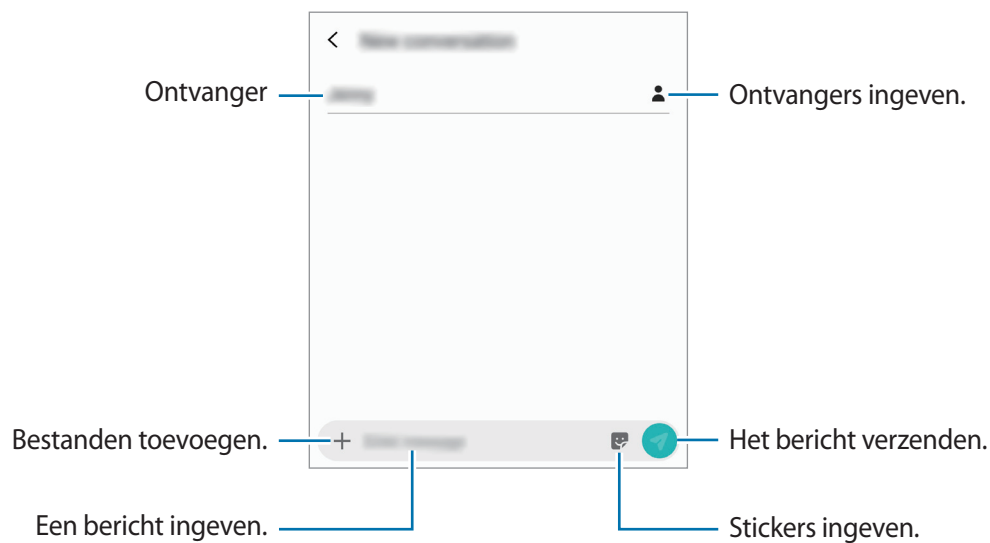 Ontvanger
Ontvangers ingeven.
Bestanden toevoegen.
Het bericht verzenden.
Een bericht ingeven.
Stickers ingeven.